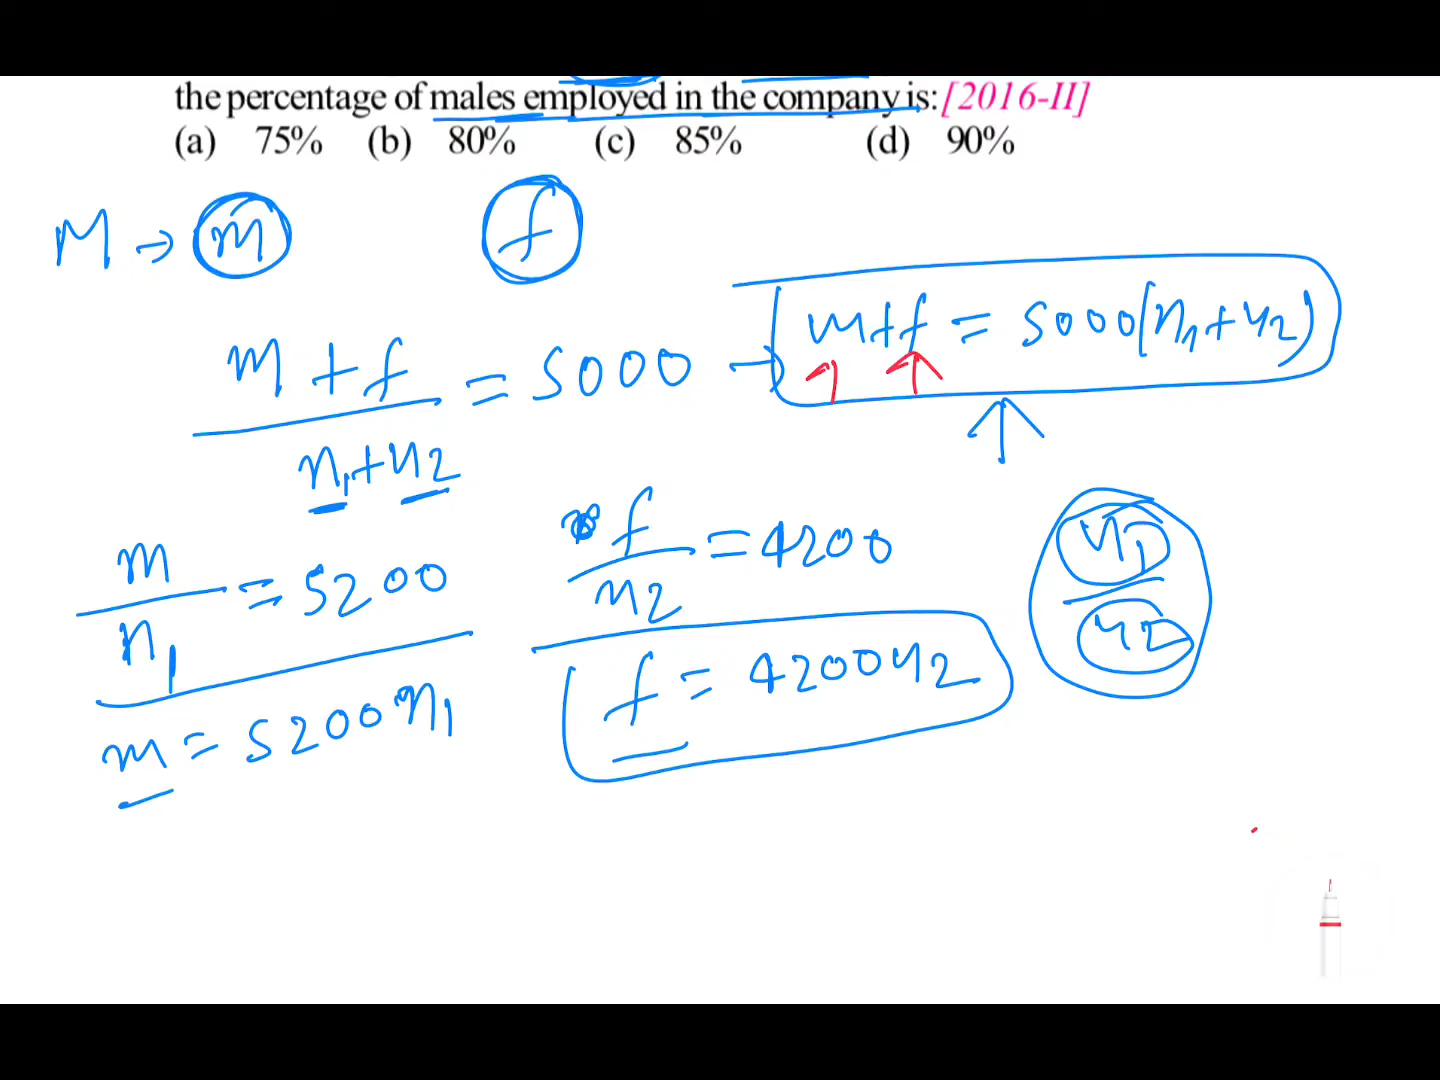 the percentage of males employed in the company is: [2016-II]
(a) 75% (b) 80% (c) 85% (d) 90%
M → m f
m + f / n1 + n2 = 5000 → m + f = 5000(n1 + n2)
m / n1 = 5200
f / n2 = 4200
n1 / n2
m = 5200n1
f = 4200n2